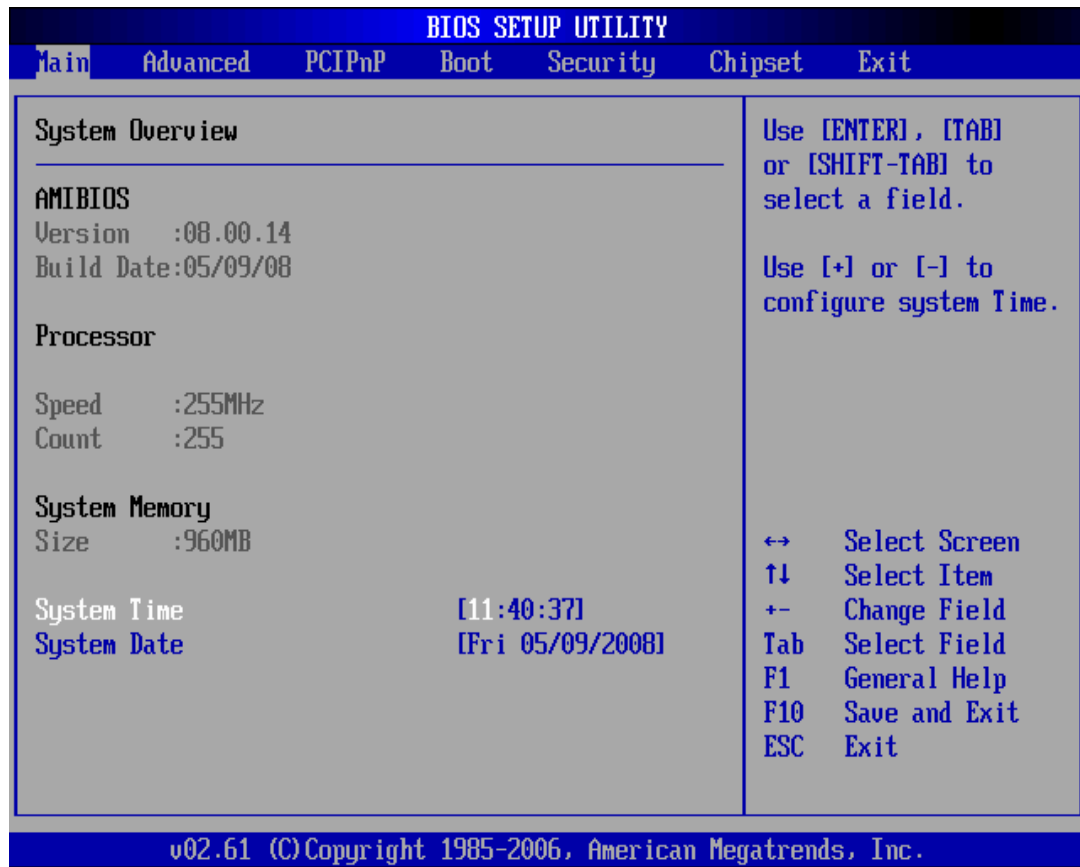 BIOS SETUP UTILITY
Main Advanced PCIPnP Boot Security Chipset Exit
System Overview
AMIBIOS
Version :08.00.14
Build Date:05/09/08
Processor
Speed :255MHz
Count :255
System Memory
Size :960MB
System Time [11:40:37]
System Date [Fri 05/09/2008]
Use [ENTER], [TAB]
or [SHIFT-TAB] to
select a field.
Use [+] or [-] to
configure system Time.
↔ Select Screen
↑↓ Select Item
+- Change Field
Tab Select Field
F1 General Help
F10 Save and Exit
ESC Exit
v02.61 (C)Copyright 1985-2006, American Megatrends, Inc.